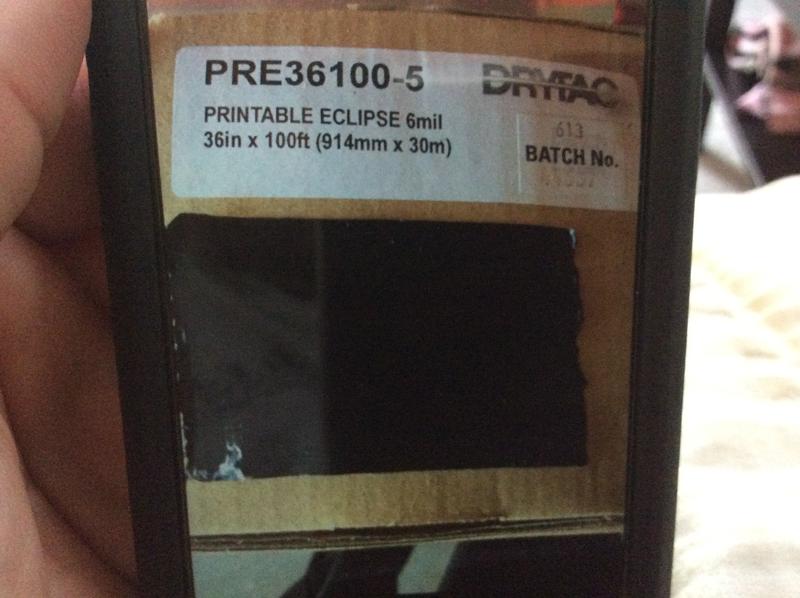 PRE36100-5
DRYTAC
PRINTABLE ECLIPSE 6mil
36in x 100ft (914mm x 30m)
613
BATCH No.